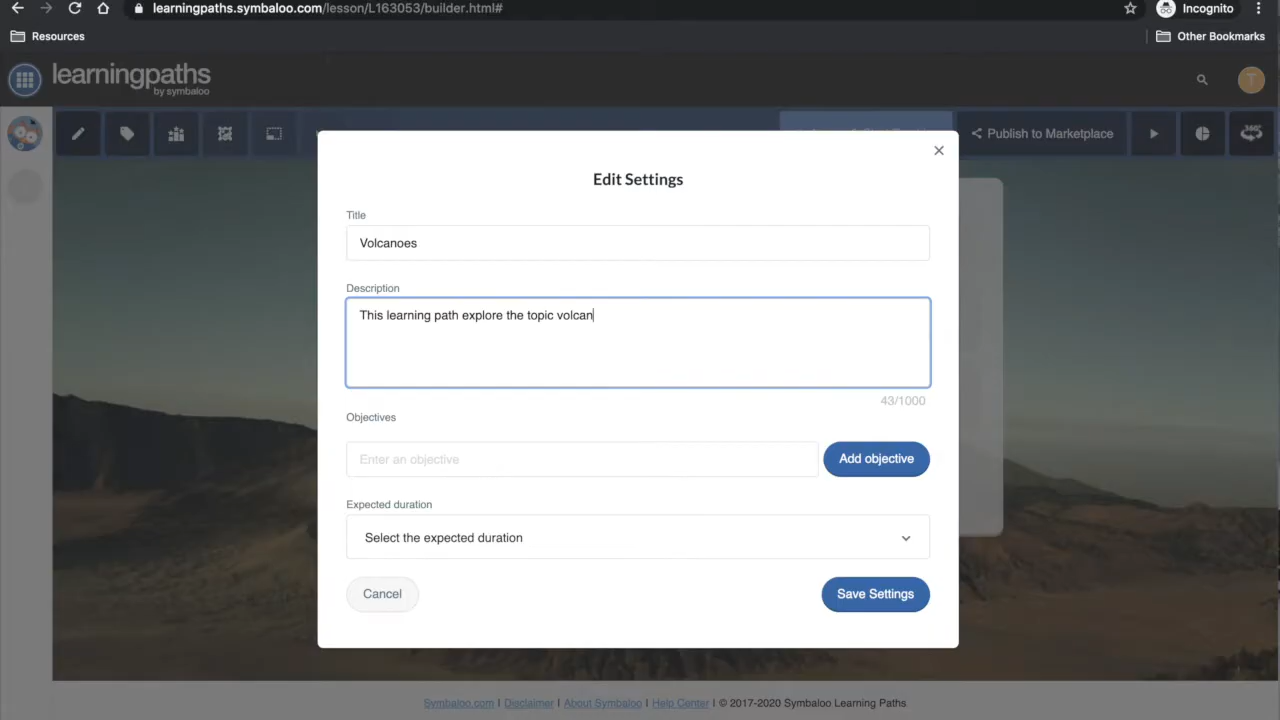 learningpaths.symbaloo.com/lesson/L163053/builder.html#
Incognito
Resources
Other Bookmarks
learningpaths
by symbaloo
T
Publish to Marketplace
Edit Settings
Title
Volcanoes
Description
This learning path explore the topic volcan
43/1000
Objectives
Enter an objective
Add objective
Expected duration
Select the expected duration
Cancel
Save Settings
Symbaloo.com | Disclaimer | About Symbaloo | Help Center | © 2017-2020 Symbaloo Learning Paths